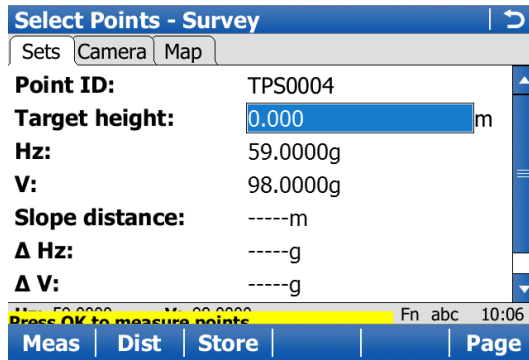 Select Points - Survey
Sets Camera Map
Point ID: TPS0004
Target height: 0.000 m
Hz: 59.0000g
V: 98.0000g
Slope distance: -----m
Δ Hz: -----g
Δ V: -----g
Press OK to measure points
Fn abc 10:06
Meas Dist Store Page